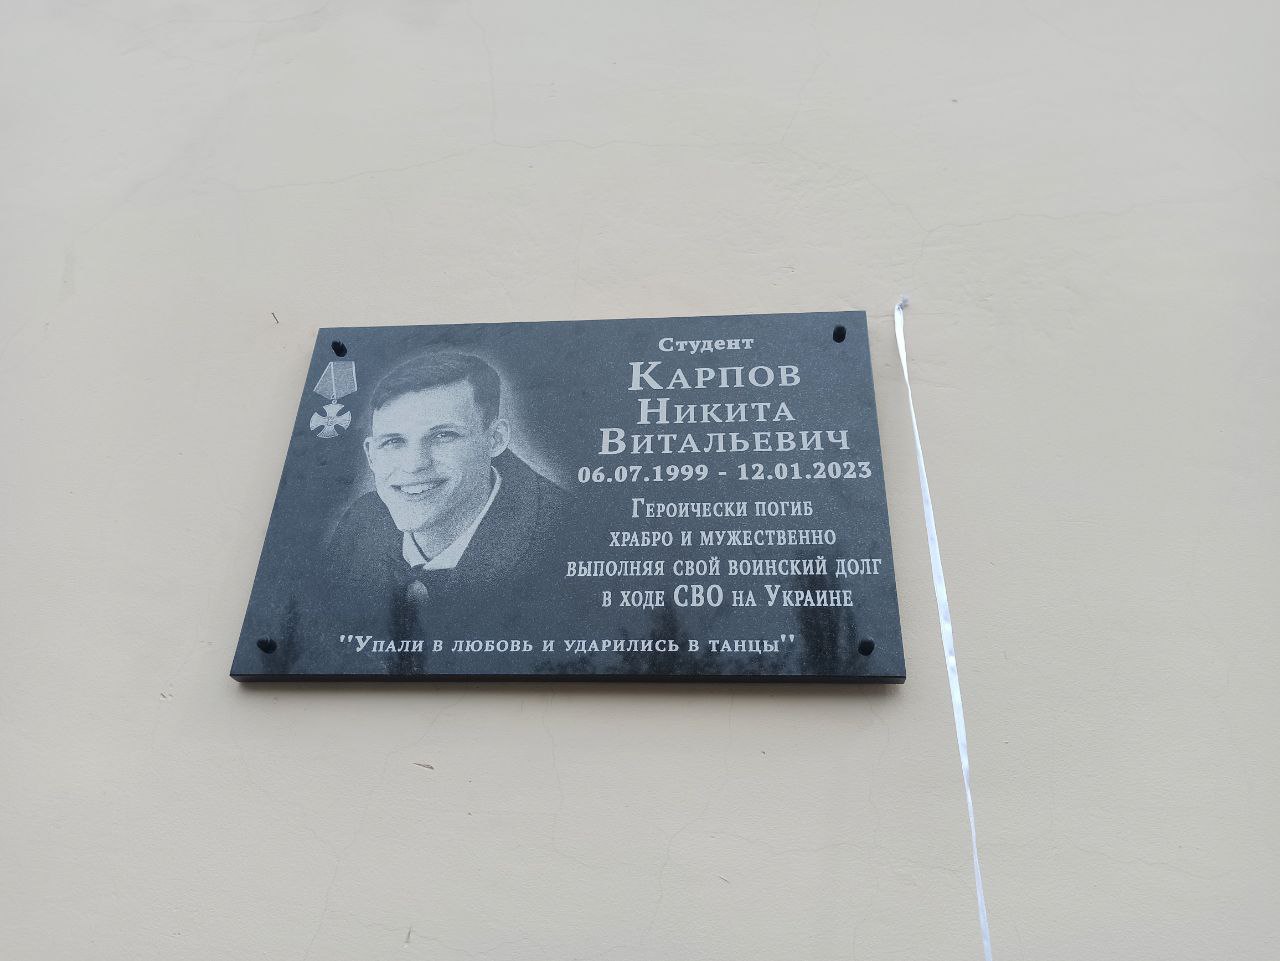 Студент
Карпов
Никита
Витальевич
06.07.1999 - 12.01.2023
Героически погиб
храбро и мужественно
выполняя свой воинский долг
в ходе СВО на Украине
"Упали в любовь и ударились в танцы"